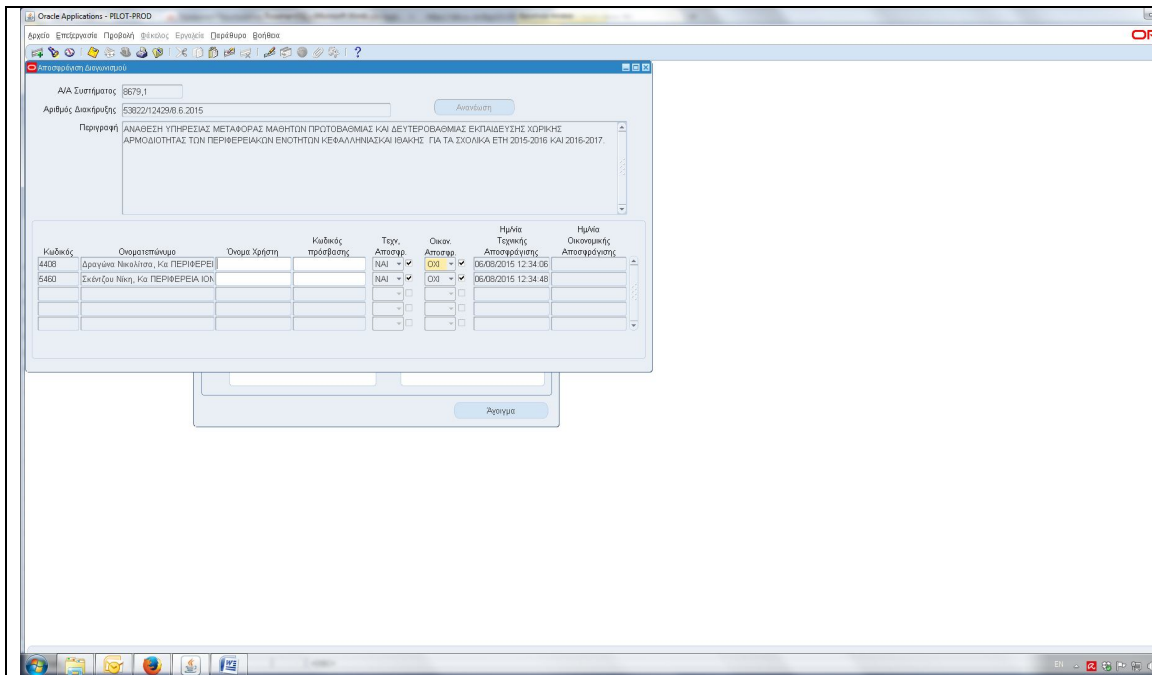 Oracle Applications - PILOT-PROD
Αρχείο Επεξεργασία Προβολή Φάκελος Εργαλεία Παράθυρα Βοήθεια
Αποσφράγιση Διαγωνισμού
Α/Α Συστήματος 8679,1
Αριθμός Διακήρυξης 53822/12429/8.6.2015 Ανανέωση
Περιγραφή ΑΝΑΘΕΣΗ ΥΠΗΡΕΣΙΑΣ ΜΕΤΑΦΟΡΑΣ ΜΑΘΗΤΩΝ ΠΡΩΤΟΒΑΘΜΙΑΣ ΚΑΙ ΔΕΥΤΕΡΟΒΑΘΜΙΑΣ ΕΚΠΑΙΔΕΥΣΗΣ ΧΩΡΙΚΗΣ
ΑΡΜΟΔΙΟΤΗΤΑΣ ΤΩΝ ΠΕΡΙΦΕΡΕΙΑΚΩΝ ΕΝΟΤΗΤΩΝ ΚΕΦΑΛΛΗΝΙΑΣΚΑΙ ΙΘΑΚΗΣ ΓΙΑ ΤΑ ΣΧΟΛΙΚΑ ΕΤΗ 2015-2016 ΚΑΙ 2016-2017.
Ημ/νία Ημ/νία
Κωδικός Τεχν. Οικον. Τεχνικής Οικονομικής
Κωδικός Ονοματεπώνυμο Όνομα Χρήστη πρόσβασης Αποσφρ. Αποσφρ. Αποσφράγισης Αποσφράγισης
4408 Δραγώνα Νικολίτσα, Κα ΠΕΡΙΦΕΡΕΙ ΝΑΙ ΟΧΙ 06/08/2015 12:34:06
5460 Σκέντζου Νίκη, Κα ΠΕΡΙΦΕΡΕΙΑ ΙΟΝ ΝΑΙ ΟΧΙ 06/08/2015 12:34:48
Άνοιγμα
EN